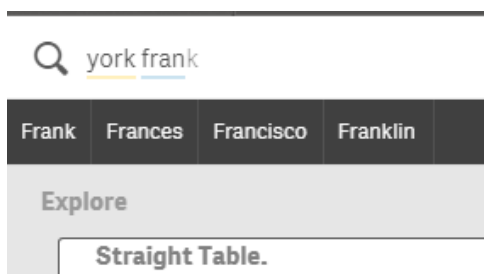 york frank
Frank Frances Francisco Franklin
Explore
Straight Table.